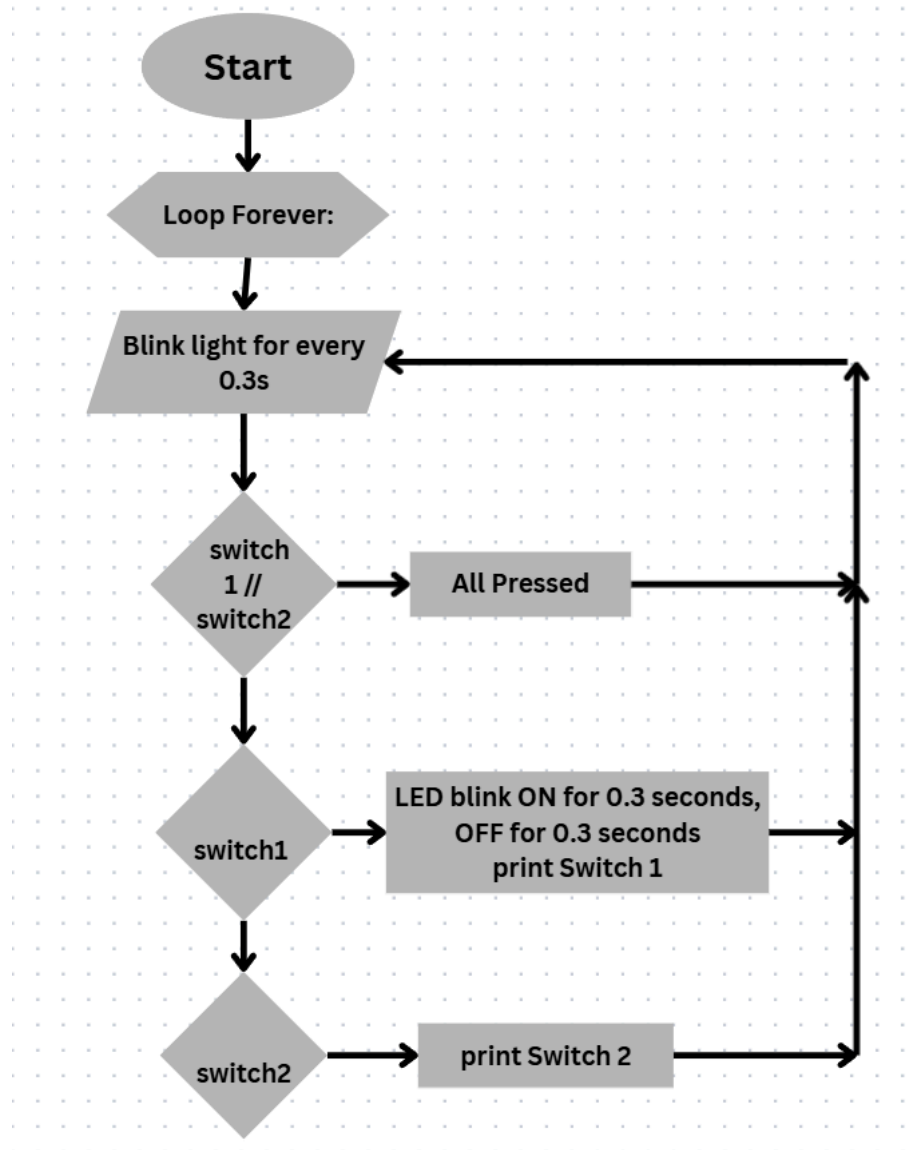 Start
Loop Forever:
Blink light for every
0.3s
switch
1 //
switch2
All Pressed
switch1
LED blink ON for 0.3 seconds,
OFF for 0.3 seconds
print Switch 1
switch2
print Switch 2